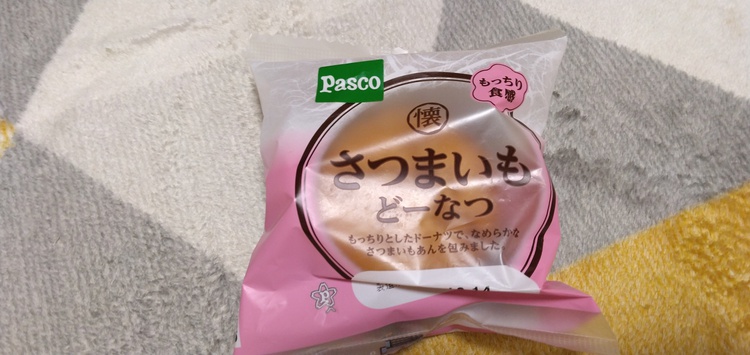 Pasco
もっちり
食感
懐
さつまいも
どーなつ
もっちりとしたドーナツで、なめらかな
さつまいもあんを包みました。